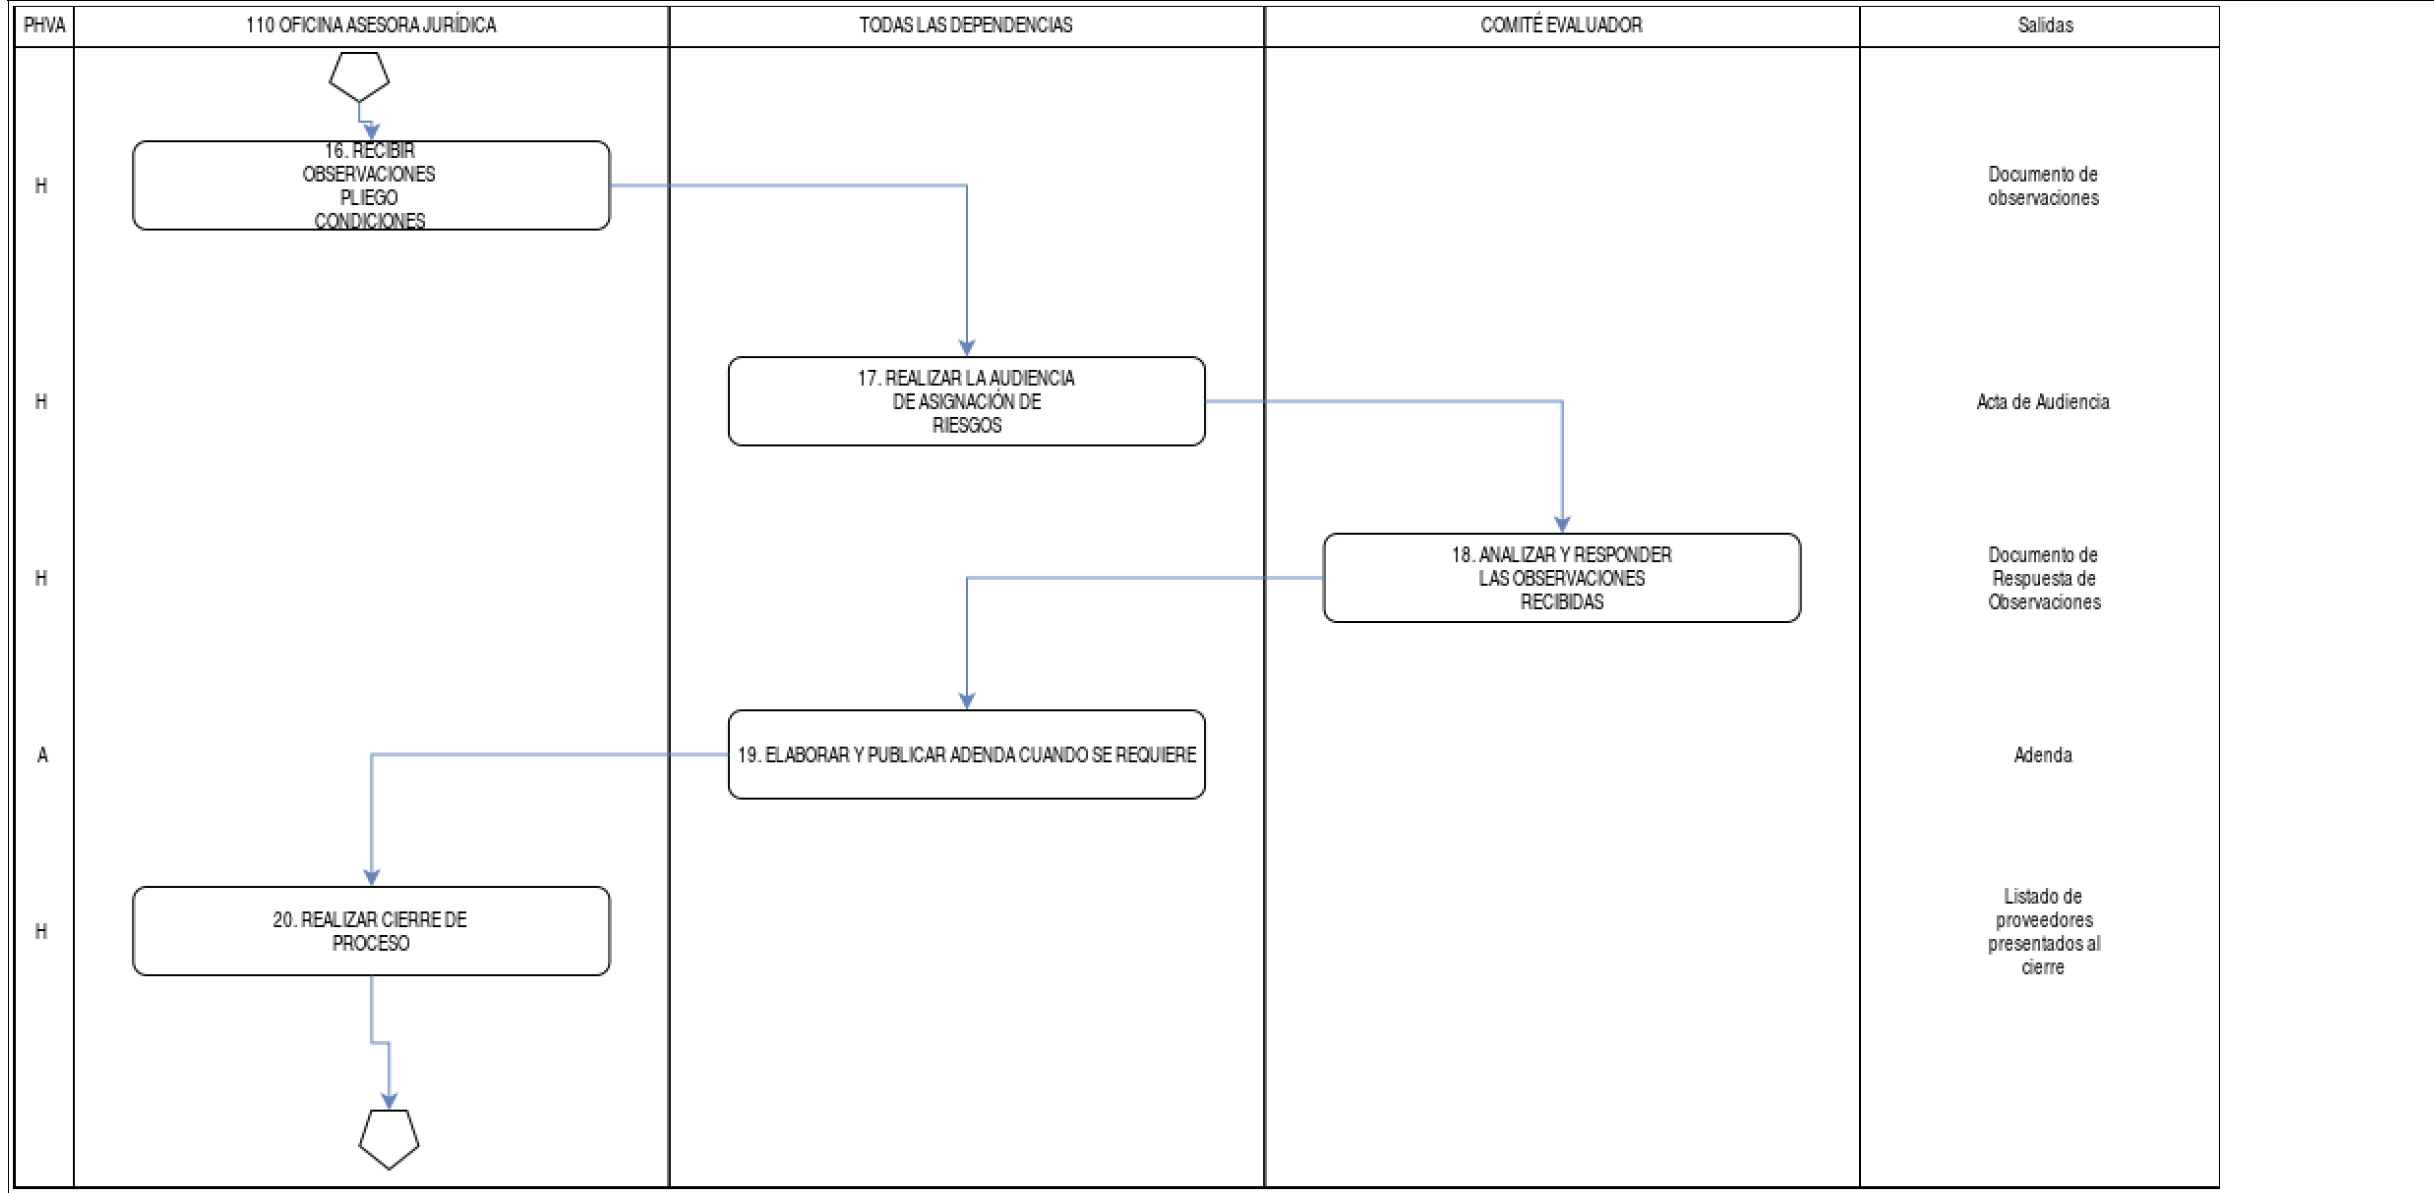 PHVA
110 OFICINA ASESORA JURÍDICA
TODAS LAS DEPENDENCIAS
COMITÉ EVALUADOR
Salidas
H
16. RECIBIR
OBSERVACIONES
PLIEGO
CONDICIONES
Documento de
observaciones
H
17. REALIZAR LA AUDIENCIA
DE ASIGNACIÓN DE
RIESGOS
Acta de Audiencia
H
18. ANALIZAR Y RESPONDER
LAS OBSERVACIONES
RECIBIDAS
Documento de
Respuesta de
Observaciones
A
19. ELABORAR Y PUBLICAR ADENDA CUANDO SE REQUIERE
Adenda
H
20. REALIZAR CIERRE DE
PROCESO
Listado de
proveedores
presentados al
cierre